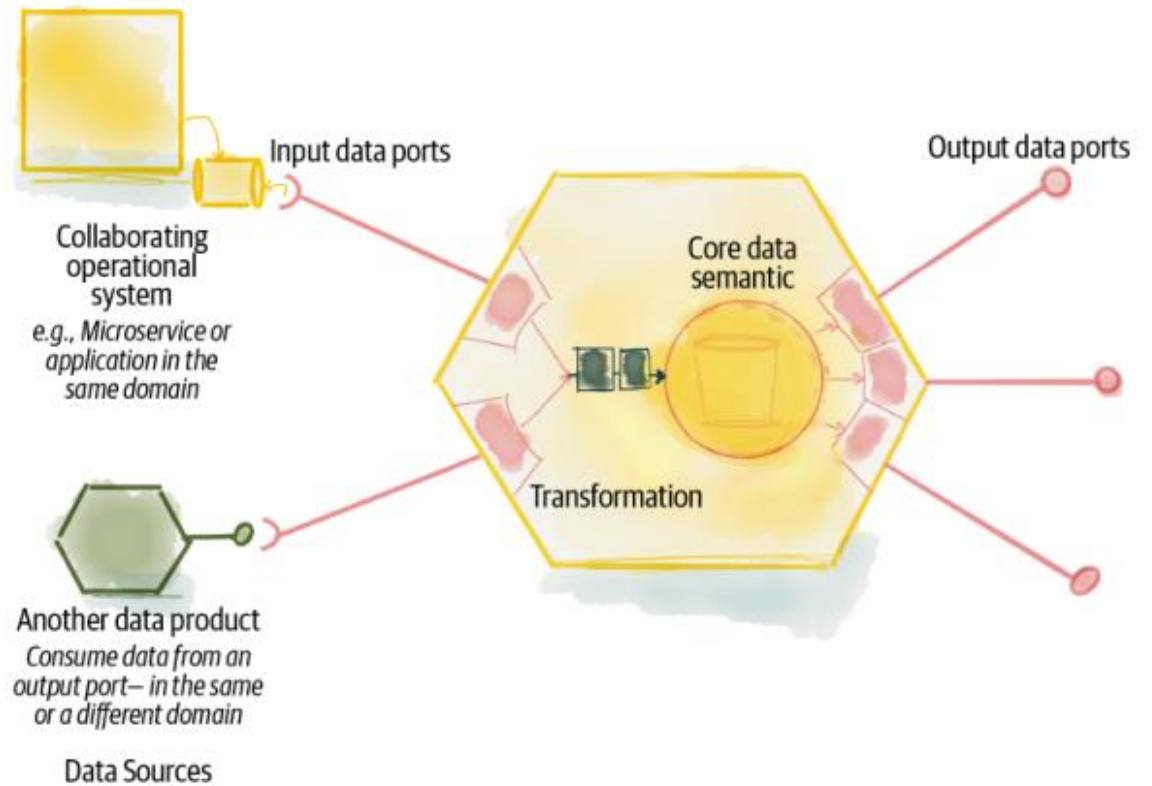 Input data ports
Output data ports
Collaborating
operational
system
e.g., Microservice or
application in the
same domain
Core data
semantic
Transformation
Another data product
Consume data from an
output port– in the same
or a different domain
Data Sources